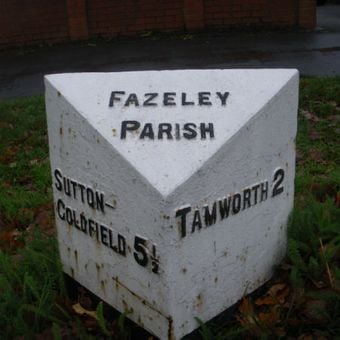 FAZELEY
PARISH
SUTTON-
COLDFIELD 5½
TAMWORTH 2